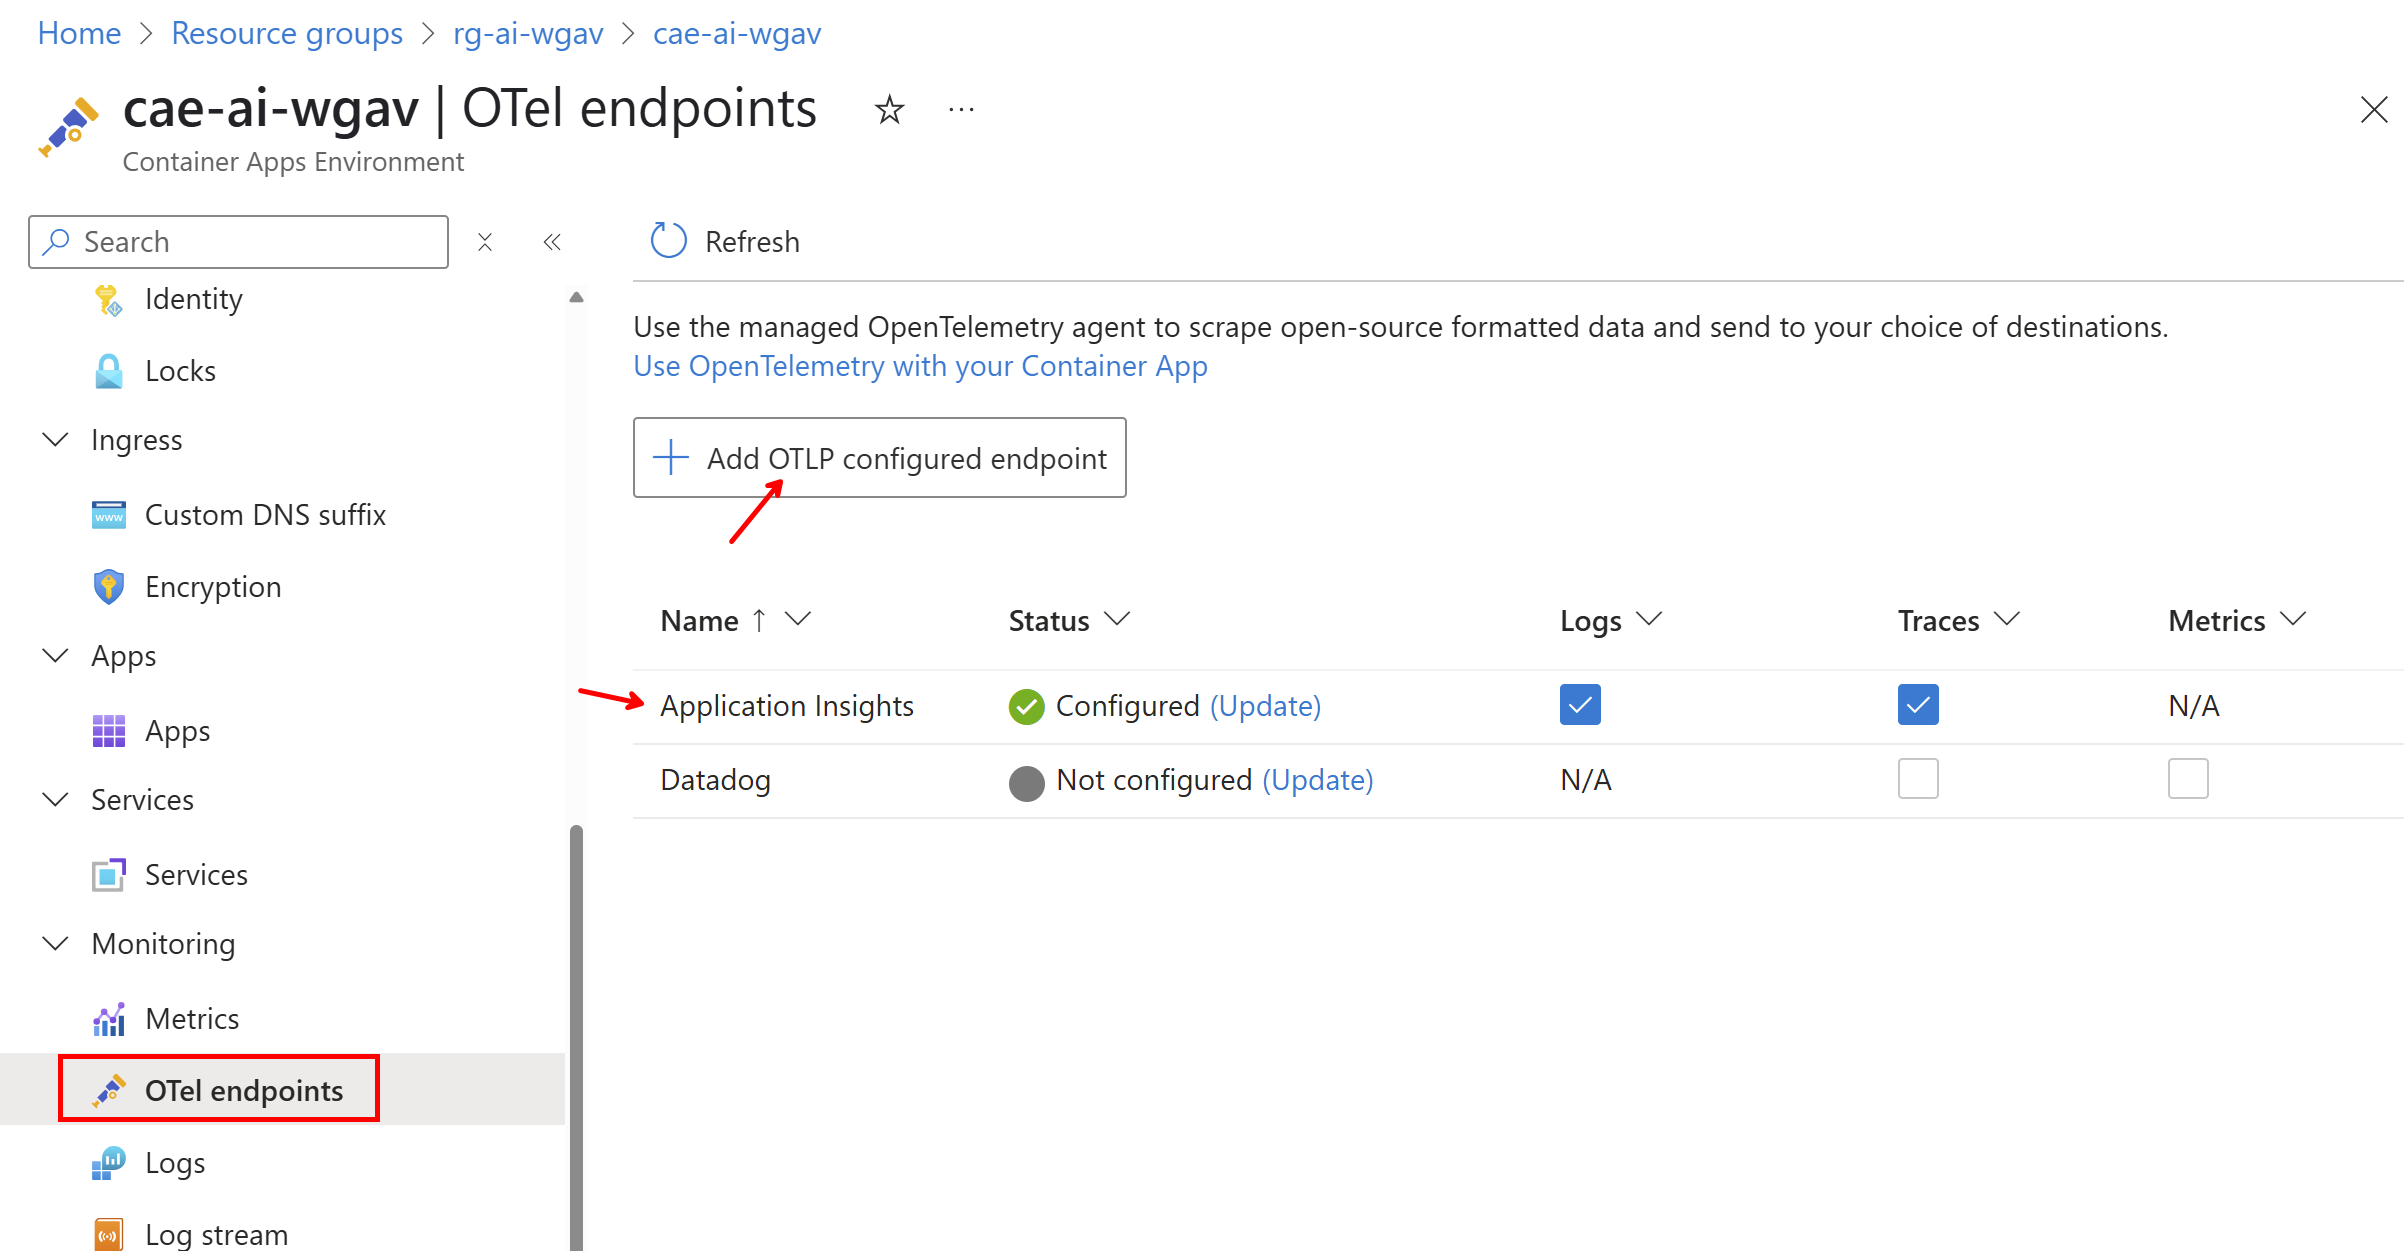 Home > Resource groups > rg-ai-wgav > cae-ai-wgav
cae-ai-wgav | OTel endpoints
Container Apps Environment
Search
Identity
Locks
Ingress
Custom DNS suffix
www
Encryption
Apps
Apps
Services
Services
Monitoring
Metrics
OTel endpoints
Logs
Log stream
Refresh
Use the managed OpenTelemetry agent to scrape open-source formatted data and send to your choice of destinations.
Use OpenTelemetry with your Container App
Add OTLP configured endpoint
Name ↑ Status Logs Traces Metrics
Application Insights Configured (Update) N/A
Datadog Not configured (Update) N/A